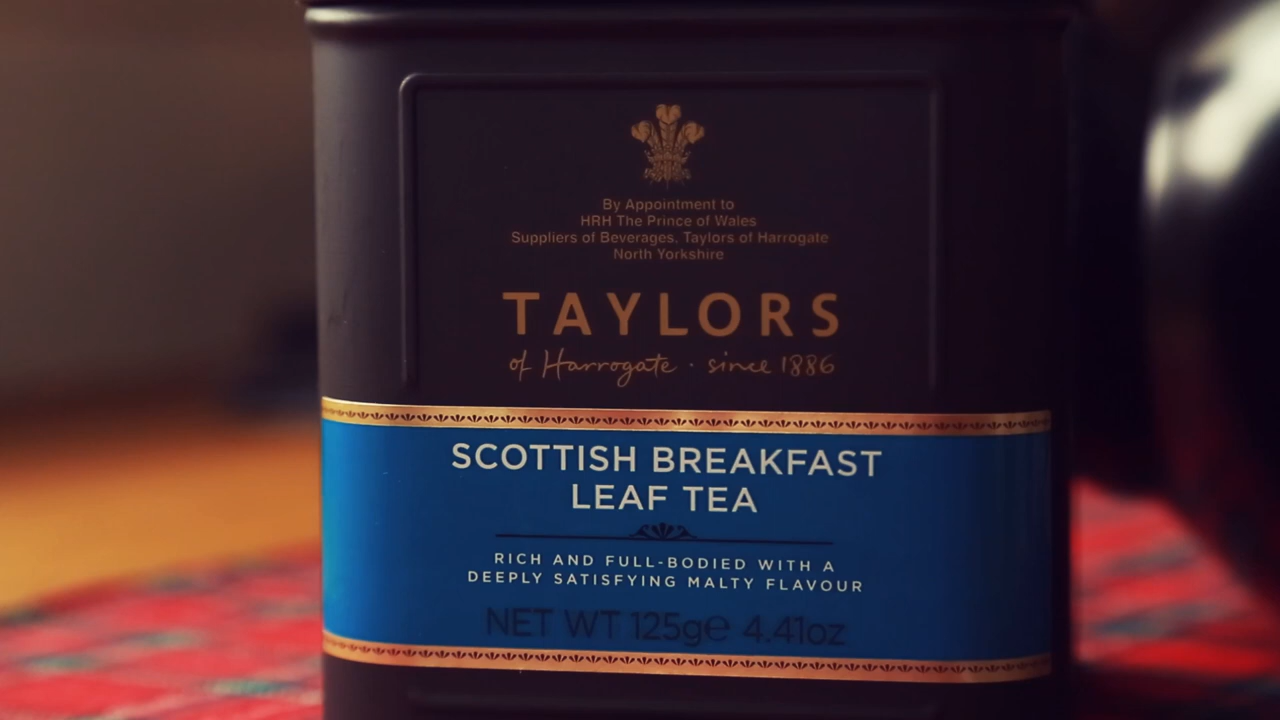 By Appointment to
HRH The Prince of Wales
Suppliers of Beverages. Taylors of Harrogate
North Yorkshire
TAYLORS
of Harrogate · since 1886
SCOTTISH BREAKFAST
LEAF TEA
RICH AND FULL-BODIED WITH A
DEEPLY SATISFYING MALTY FLAVOUR
NET WT 125g℮ 4.41oz